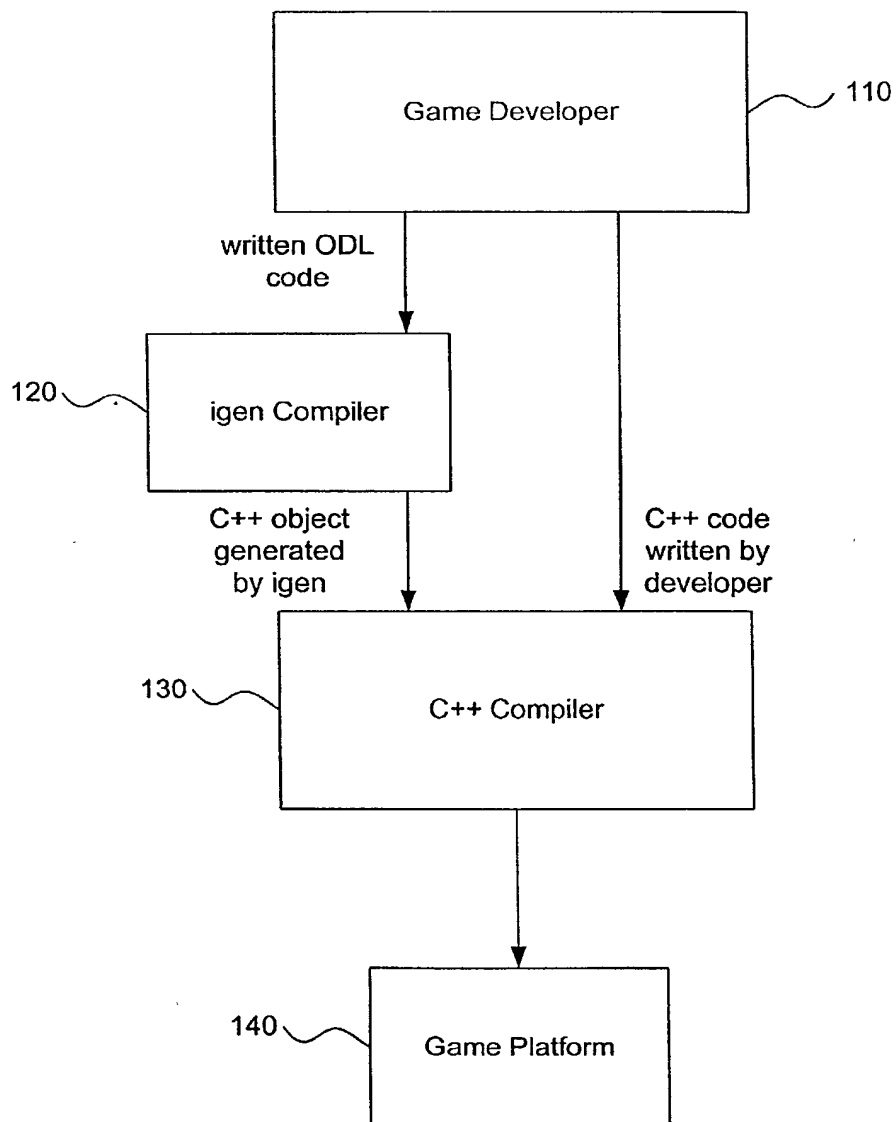 Game Developer
110
written ODL
code
120
igen Compiler
C++ object
generated
by igen
C++ code
written by
developer
130
C++ Compiler
140
Game Platform